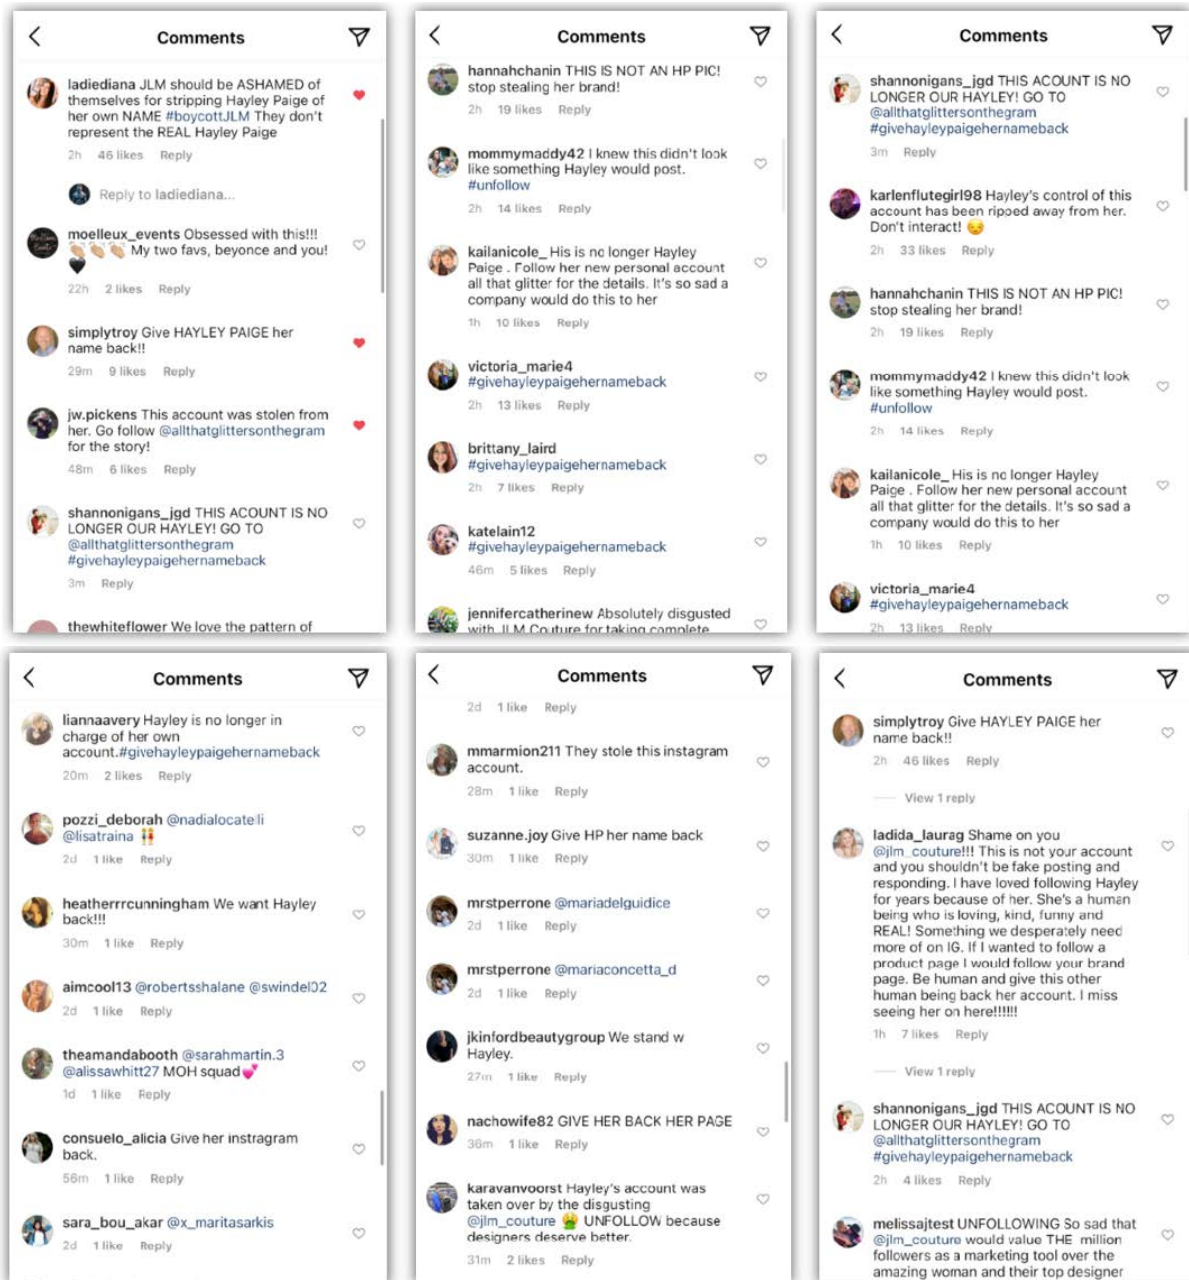 Comments
ladiediana JLM should be ASHAMED of
themselves for stripping Hayley Paige of
her own NAME #boycottJLM They don't
represent the REAL Hayley Paige
2h 46 likes Reply
Reply to ladiediana...
moelleux_events Obsessed with this!!!
👏🏼👏🏼👏🏼 My two favs, beyonce and you!
🖤
22h 2 likes Reply
simplytroy Give HAYLEY PAIGE her
name back!!
29m 9 likes Reply
jw.pickens This account was stolen from
her. Go follow @allthatglittersonthegram
for the story!
48m 6 likes Reply
shannonigans_jgd THIS ACOUNT IS NO
LONGER OUR HAYLEY! GO TO
@allthatglittersonthegram
#givehayleypaigehernameback
3m Reply
thewhiteflower We love the pattern of
Comments
hannahchanin THIS IS NOT AN HP PIC!
stop stealing her brand!
2h 19 likes Reply
mommymaddy42 I knew this didn't look
like something Hayley would post.
#unfollow
2h 14 likes Reply
kailanicole_ His is no longer Hayley
Paige . Follow her new personal account
all that glitter for the details. It's so sad a
company would do this to her
1h 10 likes Reply
victoria_marie4
#givehayleypaigehernameback
2h 13 likes Reply
brittany_laird
#givehayleypaigehernameback
2h 7 likes Reply
katelain12
#givehayleypaigehernameback
46m 5 likes Reply
jennifercatherinew Absolutely disgusted
with JLM Couture for taking complete
Comments
shannonigans_jgd THIS ACOUNT IS NO
LONGER OUR HAYLEY! GO TO
@allthatglittersonthegram
#givehayleypaigehernameback
3m Reply
karlenflutegirl98 Hayley's control of this
account has been ripped away from her.
Don't interact! 😔
2h 33 likes Reply
hannahchanin THIS IS NOT AN HP PIC!
stop stealing her brand!
2h 19 likes Reply
mommymaddy42 I knew this didn't look
like something Hayley would post.
#unfollow
2h 14 likes Reply
kailanicole_ His is no longer Hayley
Paige . Follow her new personal account
all that glitter for the details. It's so sad a
company would do this to her
1h 10 likes Reply
victoria_marie4
#givehayleypaigehernameback
2h 13 likes Reply
Comments
liannaavery Hayley is no longer in
charge of her own
account.#givehayleypaigehernameback
20m 2 likes Reply
pozzi_deborah @nadialocatelli
@lisatraina 👯
2d 1 like Reply
heatherrrcunningham We want Hayley
back!!!
30m 1 like Reply
aimcool13 @robertsshalane @swindel02
2d 1 like Reply
theamandabooth @sarahmartin.3
@alissawhitt27 MOH squad💕
1d 1 like Reply
consuelo_alicia Give her instragram
back.
56m 1 like Reply
sara_bou_akar @x_maritasarkis
2d 1 like Reply
Comments
2d 1 like Reply
mmarmion211 They stole this instagram
account.
28m 1 like Reply
suzanne.joy Give HP her name back
30m 1 like Reply
mrstperrone @mariadelguidice
2d 1 like Reply
mrstperrone @mariaconcetta_d
2d 1 like Reply
jkinfordbeautygroup We stand w
Hayley.
27m 1 like Reply
nachowife82 GIVE HER BACK HER PAGE
36m 1 like Reply
karavanvoorst Hayley's account was
taken over by the disgusting
@jlm_couture 🤮 UNFOLLOW because
designers deserve better.
31m 2 likes Reply
Comments
simplytroy Give HAYLEY PAIGE her
name back!!
2h 46 likes Reply
View 1 reply
ladida_laurag Shame on you
@jlm_couture!!! This is not your account
and you shouldn't be fake posting and
responding. I have loved following Hayley
for years because of her. She's a human
being who is loving, kind, funny and
REAL! Something we desperately need
more of on IG. If I wanted to follow a
product page I would follow your brand
page. Be human and give this other
human being back her account. I miss
seeing her on here!!!!!!
1h 7 likes Reply
View 1 reply
shannonigans_jgd THIS ACOUNT IS NO
LONGER OUR HAYLEY! GO TO
@allthatglittersonthegram
#givehayleypaigehernameback
2h 4 likes Reply
melissajtest UNFOLLOWING So sad that
@jlm_couture would value THE million
followers as a marketing tool over the
amazing woman and their top designer